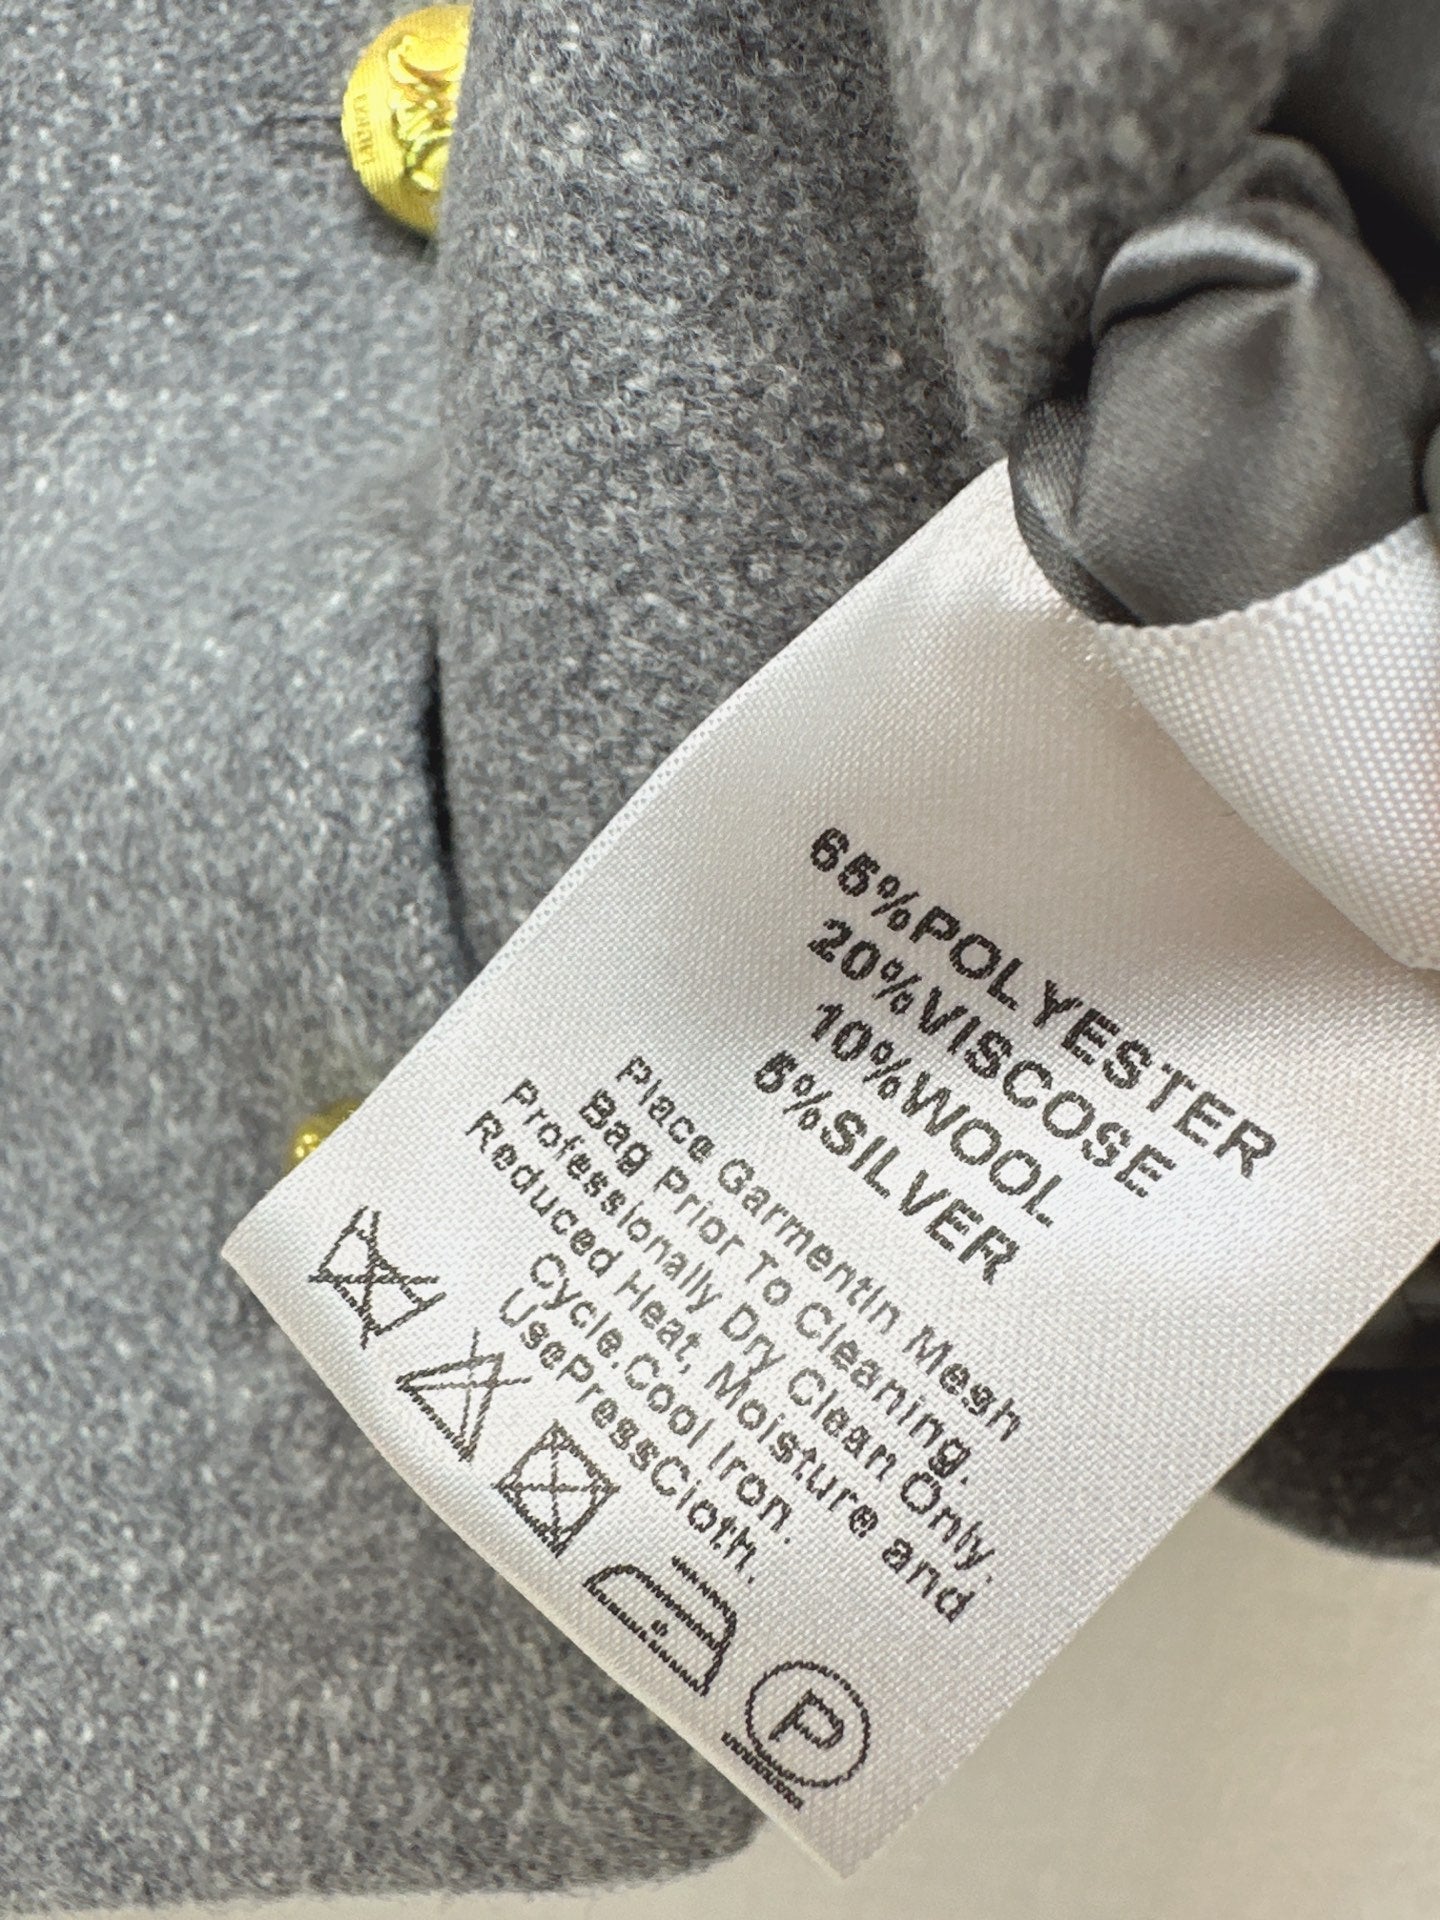 65%POLYESTER
20%VISCOSE
10%WOOL
5%SILVER
Place GarmentIn Mesh
Bag Prior To Cleaning.
Professionally Dry Clean Only.
Reduced Heat, Moisture and
Cycle.Cool Iron.
UsePressCloth.
P